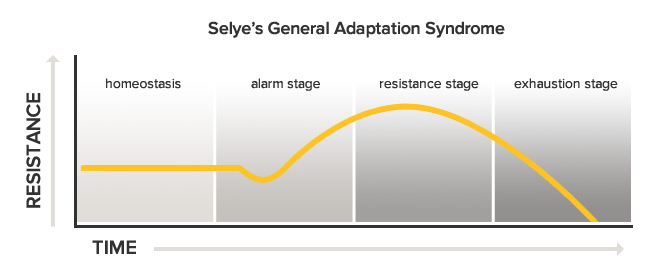 Selye's General Adaptation Syndrome
homeostasis
alarm stage
resistance stage
exhaustion stage
RESISTANCE
TIME